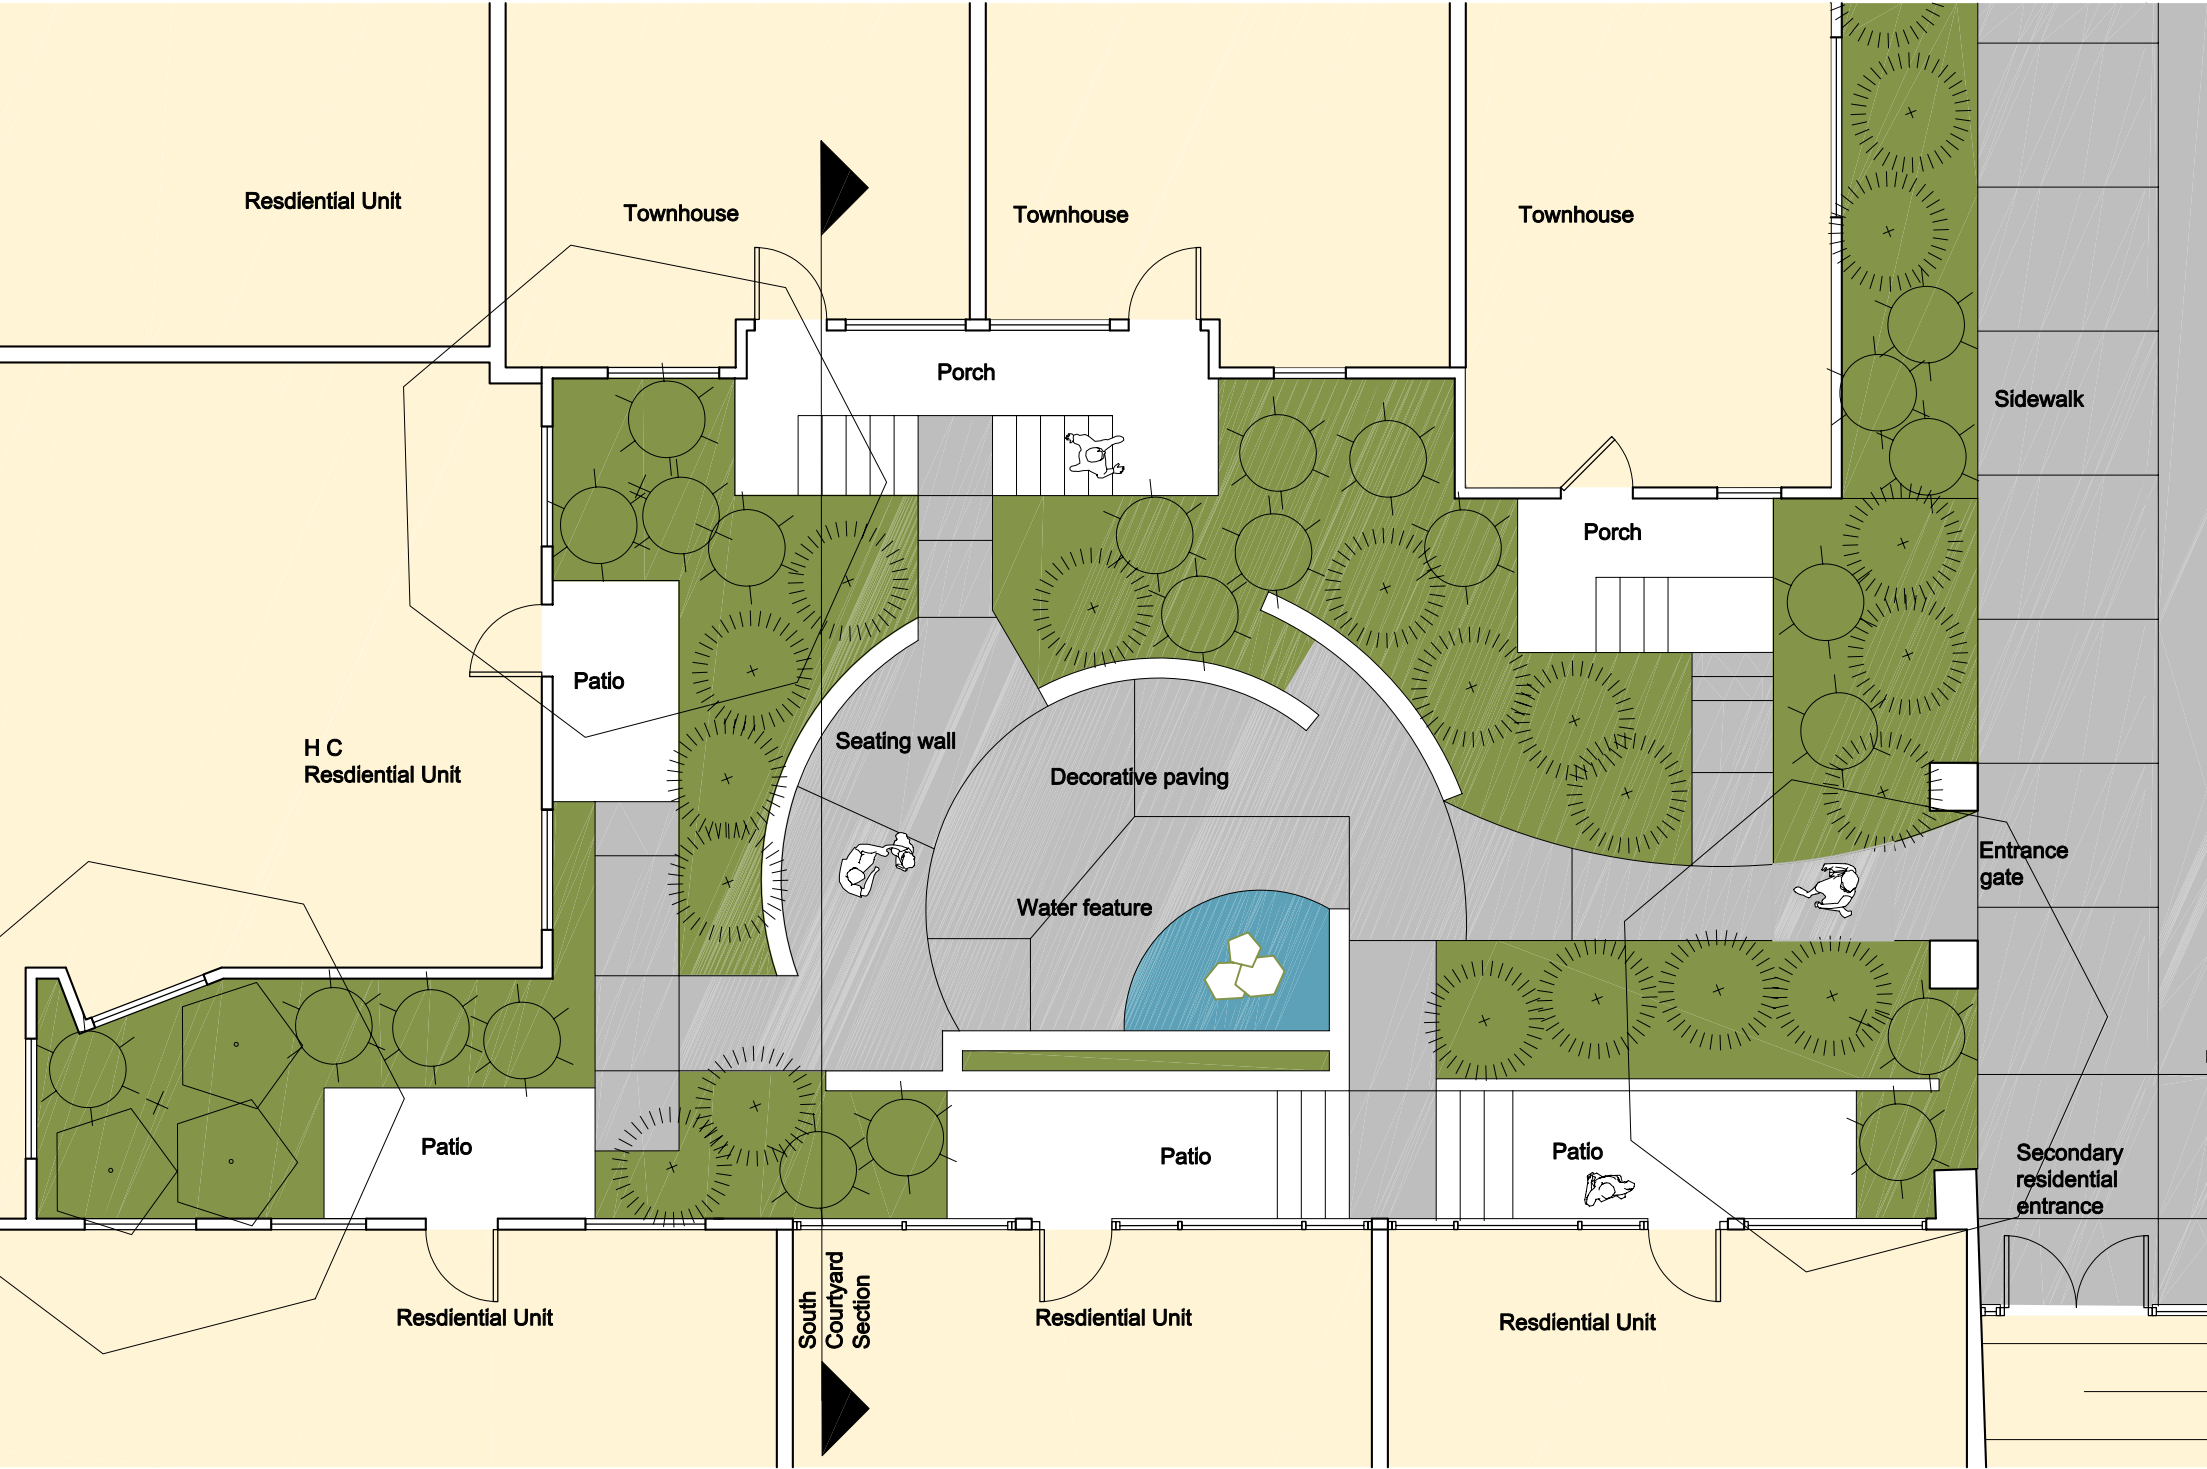 Resdiential Unit
Townhouse
Townhouse
Townhouse
Porch
Sidewalk
Porch
Patio
Seating wall
H C
Resdiential Unit
Decorative paving
Entrance
gate
Water feature
Patio
Patio
Patio
Secondary
residential
entrance
South
Courtyard
Section
Resdiential Unit
Resdiential Unit
Resdiential Unit